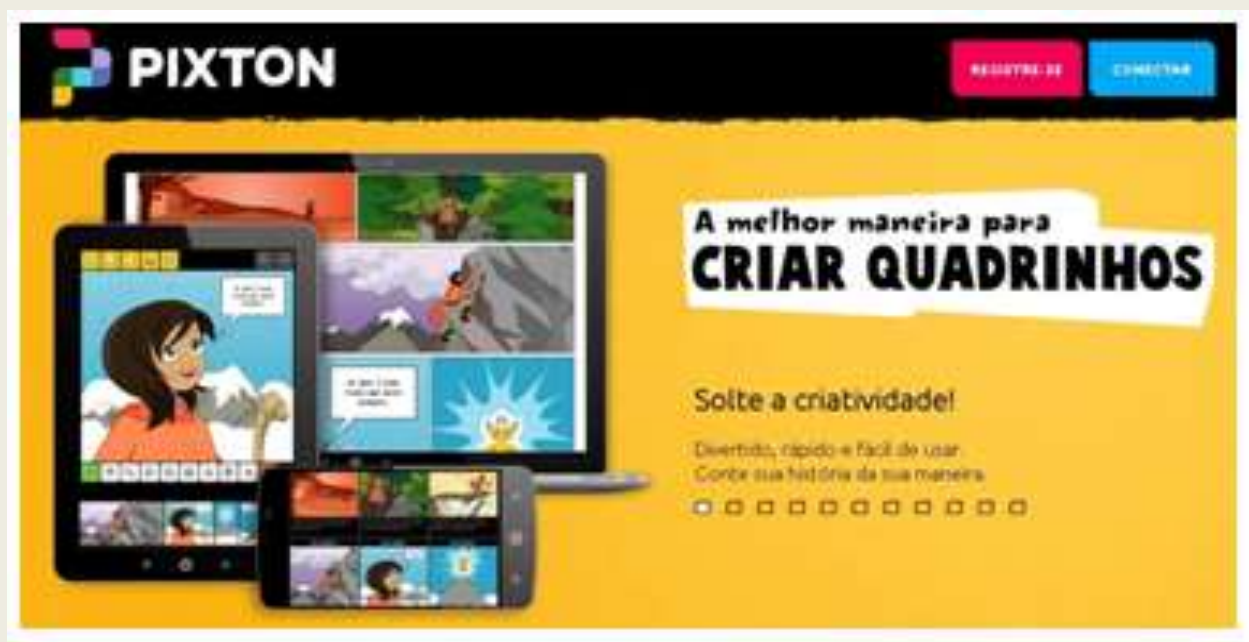 PIXTON
REGISTRE-SE
CONECTAR
A melhor maneira para
CRIAR QUADRINHOS
Solte a criatividade!
Divertido, rápido e fácil de usar.
Conte sua história da sua maneira.